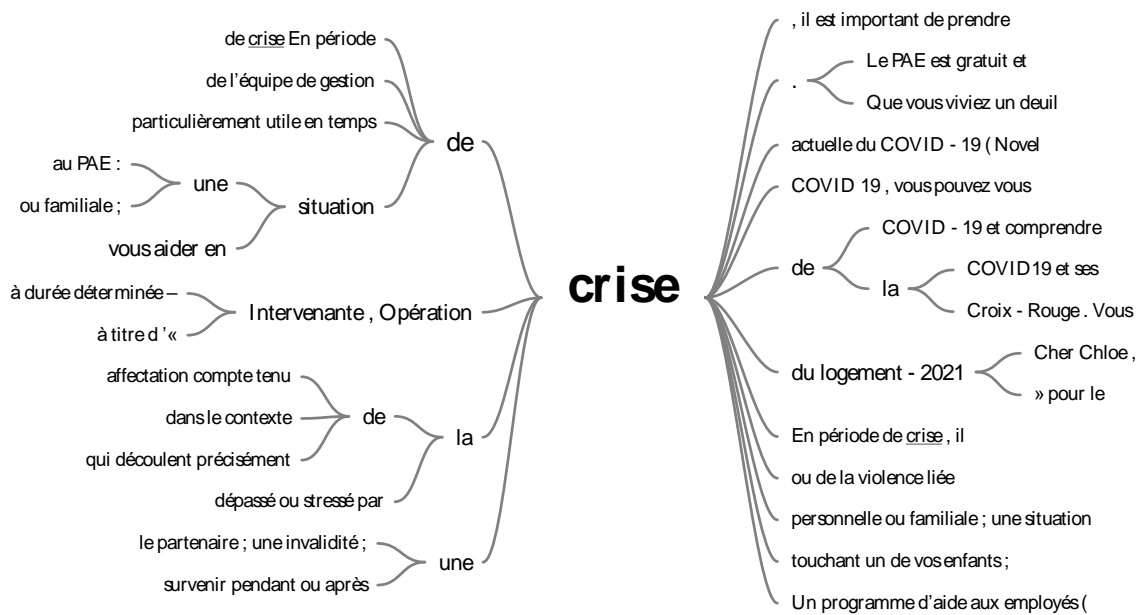 de crise En période
de l'équipe de gestion
particulièrement utile en temps
de
au PAE :
une
ou familiale ;
situation
vous aider en
à durée déterminée –
à titre d '«
Intervenante , Opération
affectation compte tenu
dans le contexte
de
qui découlent précisément
la
dépassé ou stressé par
le partenaire ; une invalidité ;
une
survenir pendant ou après
crise
, il est important de prendre
.
Le PAE est gratuit et
Que vous viviez un deuil
actuelle du COVID - 19 ( Novel
COVID 19 , vous pouvez vous
de
COVID - 19 et comprendre
la
COVID19 et ses
Croix - Rouge . Vous
du logement - 2021
Cher Chloe ,
» pour le
En période de crise , il
ou de la violence liée
personnelle ou familiale ; une situation
touchant un de vos enfants ;
Un programme d'aide aux employés (